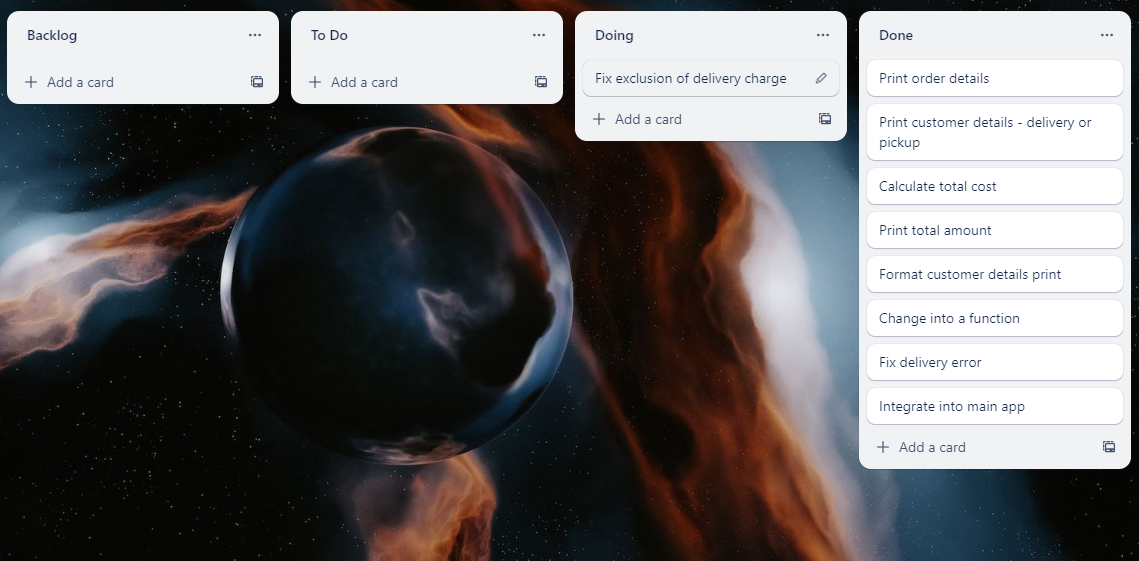 Backlog
Add a card
To Do
Add a card
Doing
Fix exclusion of delivery charge
Add a card
Done
Print order details
Print customer details - delivery or
pickup
Calculate total cost
Print total amount
Format customer details print
Change into a function
Fix delivery error
Integrate into main app
Add a card